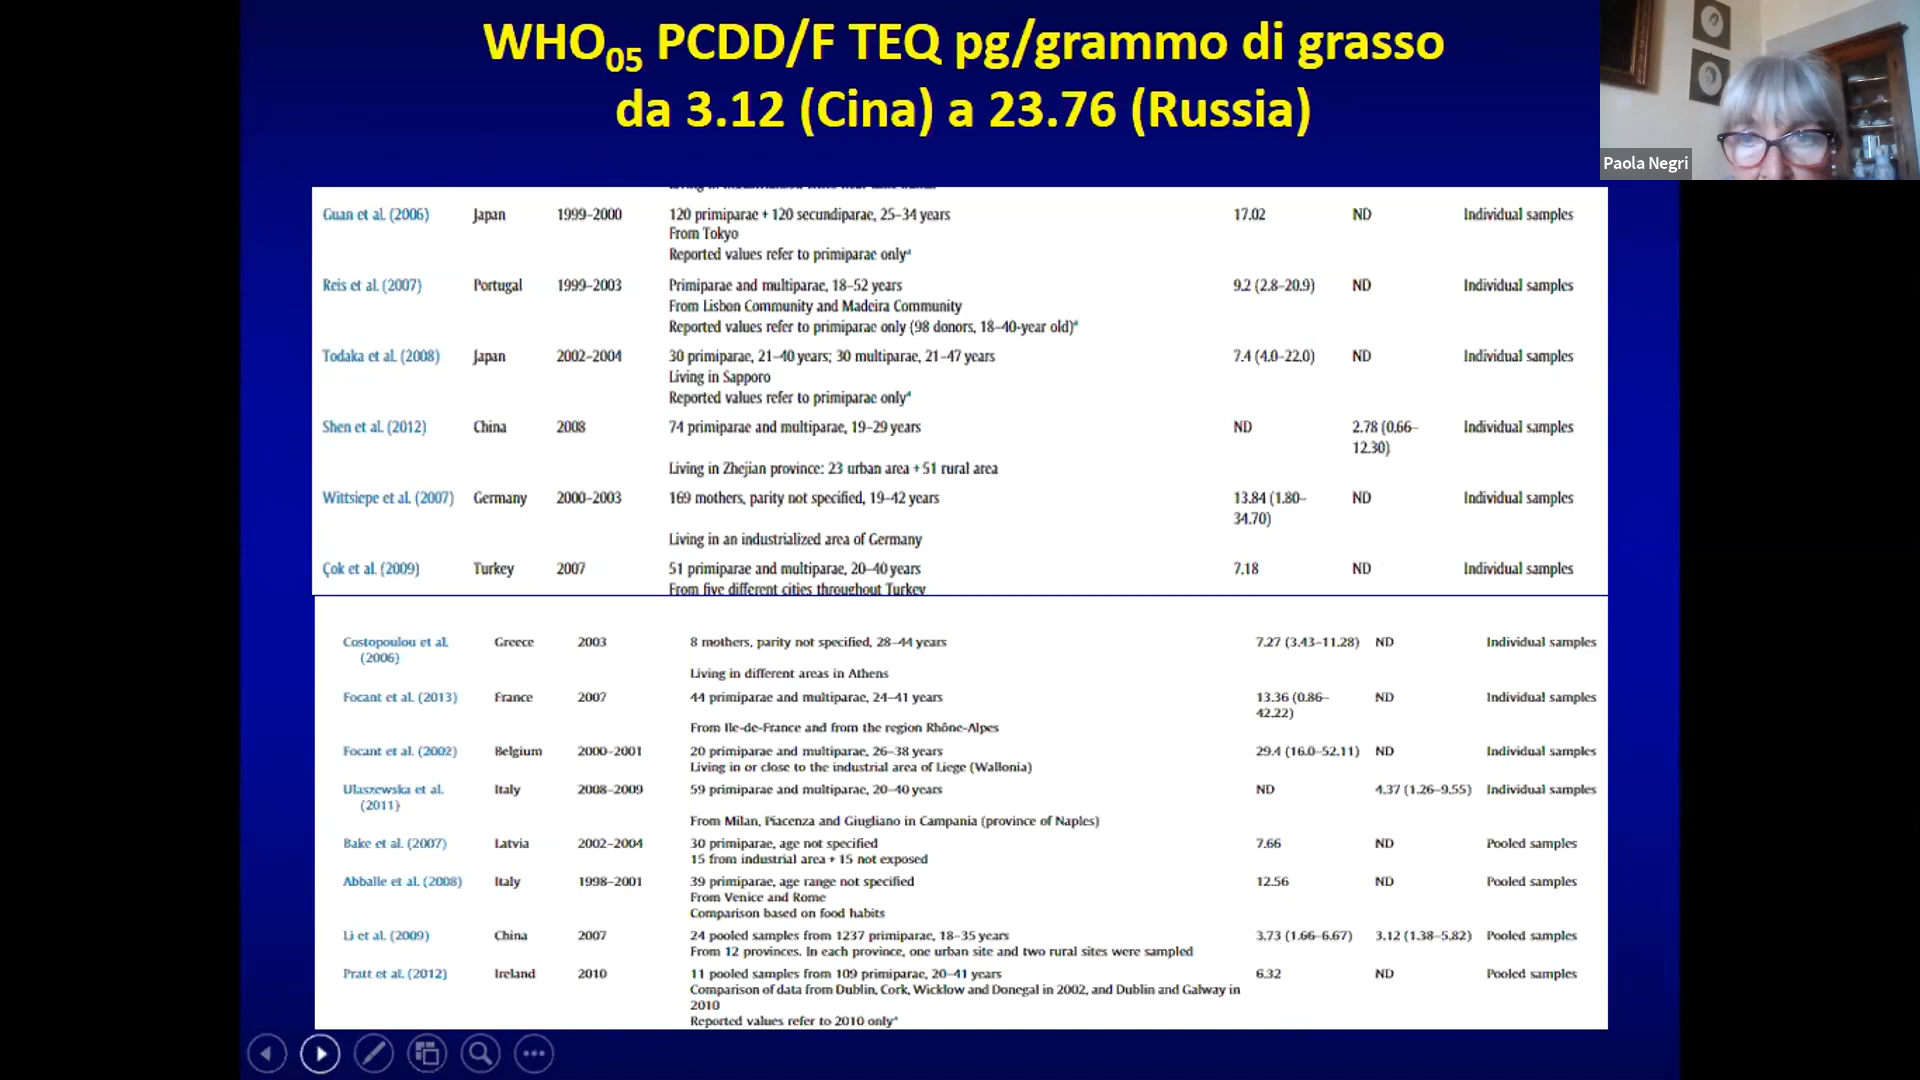 WHO05 PCDD/F TEQ pg/grammo di grasso
da 3.12 (Cina) a 23.76 (Russia)
Paola Negri
Guan et al. (2006) Japan 1999–2000 120 primiparae + 120 secundiparae, 25–34 years 17.02 ND Individual samples
From Tokyo
Reported values refer to primiparae onlyᵈ
Reis et al. (2007) Portugal 1999–2003 Primiparae and multiparae, 18–52 years 9.2 (2.8–20.9) ND Individual samples
From Lisbon Community and Madeira Community
Reported values refer to primiparae only (98 donors, 18–40-year old)ᵈ
Todaka et al. (2008) Japan 2002–2004 30 primiparae, 21–40 years; 30 multiparae, 21–47 years 7.4 (4.0–22.0) ND Individual samples
Living in Sapporo
Reported values refer to primiparae onlyᵈ
Shen et al. (2012) China 2008 74 primiparae and multiparae, 19–29 years ND 2.78 (0.66–
12.30) Individual samples
Living in Zhejian province: 23 urban area + 51 rural area
Wittsiepe et al. (2007) Germany 2000–2003 169 mothers, parity not specified, 19–42 years 13.84 (1.80–
34.70) ND Individual samples
Living in an industrialized area of Germany
Çok et al. (2009) Turkey 2007 51 primiparae and multiparae, 20–40 years 7.18 ND Individual samples
From five different cities throughout Turkey
Costopoulou et al. Greece 2003 8 mothers, parity not specified, 28–44 years 7.27 (3.43–11.28) ND Individual samples
(2006)
Living in different areas in Athens
Focant et al. (2013) France 2007 44 primiparae and multiparae, 24–41 years 13.36 (0.86–
42.22) ND Individual samples
From Ile-de-France and from the region Rhône-Alpes
Focant et al. (2002) Belgium 2000–2001 20 primiparae and multiparae, 26–38 years 29.4 (16.0–52.11) ND Individual samples
Living in or close to the industrial area of Liege (Wallonia)
Ulaszewska et al. Italy 2008–2009 59 primiparae and multiparae, 20–40 years ND 4.37 (1.26–9.55) Individual samples
(2011)
From Milan, Piacenza and Giugliano in Campania (province of Naples)
Bake et al. (2007) Latvia 2002–2004 30 primiparae, age not specified 7.66 ND Pooled samples
15 from industrial area + 15 not exposed
Abballe et al. (2008) Italy 1998–2001 39 primiparae, age range not specified 12.56 ND Pooled samples
From Venice and Rome
Comparison based on food habits
Li et al. (2009) China 2007 24 pooled samples from 1237 primiparae, 18–35 years 3.73 (1.66–6.67) 3.12 (1.38–5.82) Pooled samples
From 12 provinces. In each province, one urban site and two rural sites were sampled
Pratt et al. (2012) Ireland 2010 11 pooled samples from 109 primiparae, 20–41 years 6.32 ND Pooled samples
Comparison of data from Dublin, Cork, Wicklow and Donegal in 2002, and Dublin and Galway in
2010
Reported values refer to 2010 only